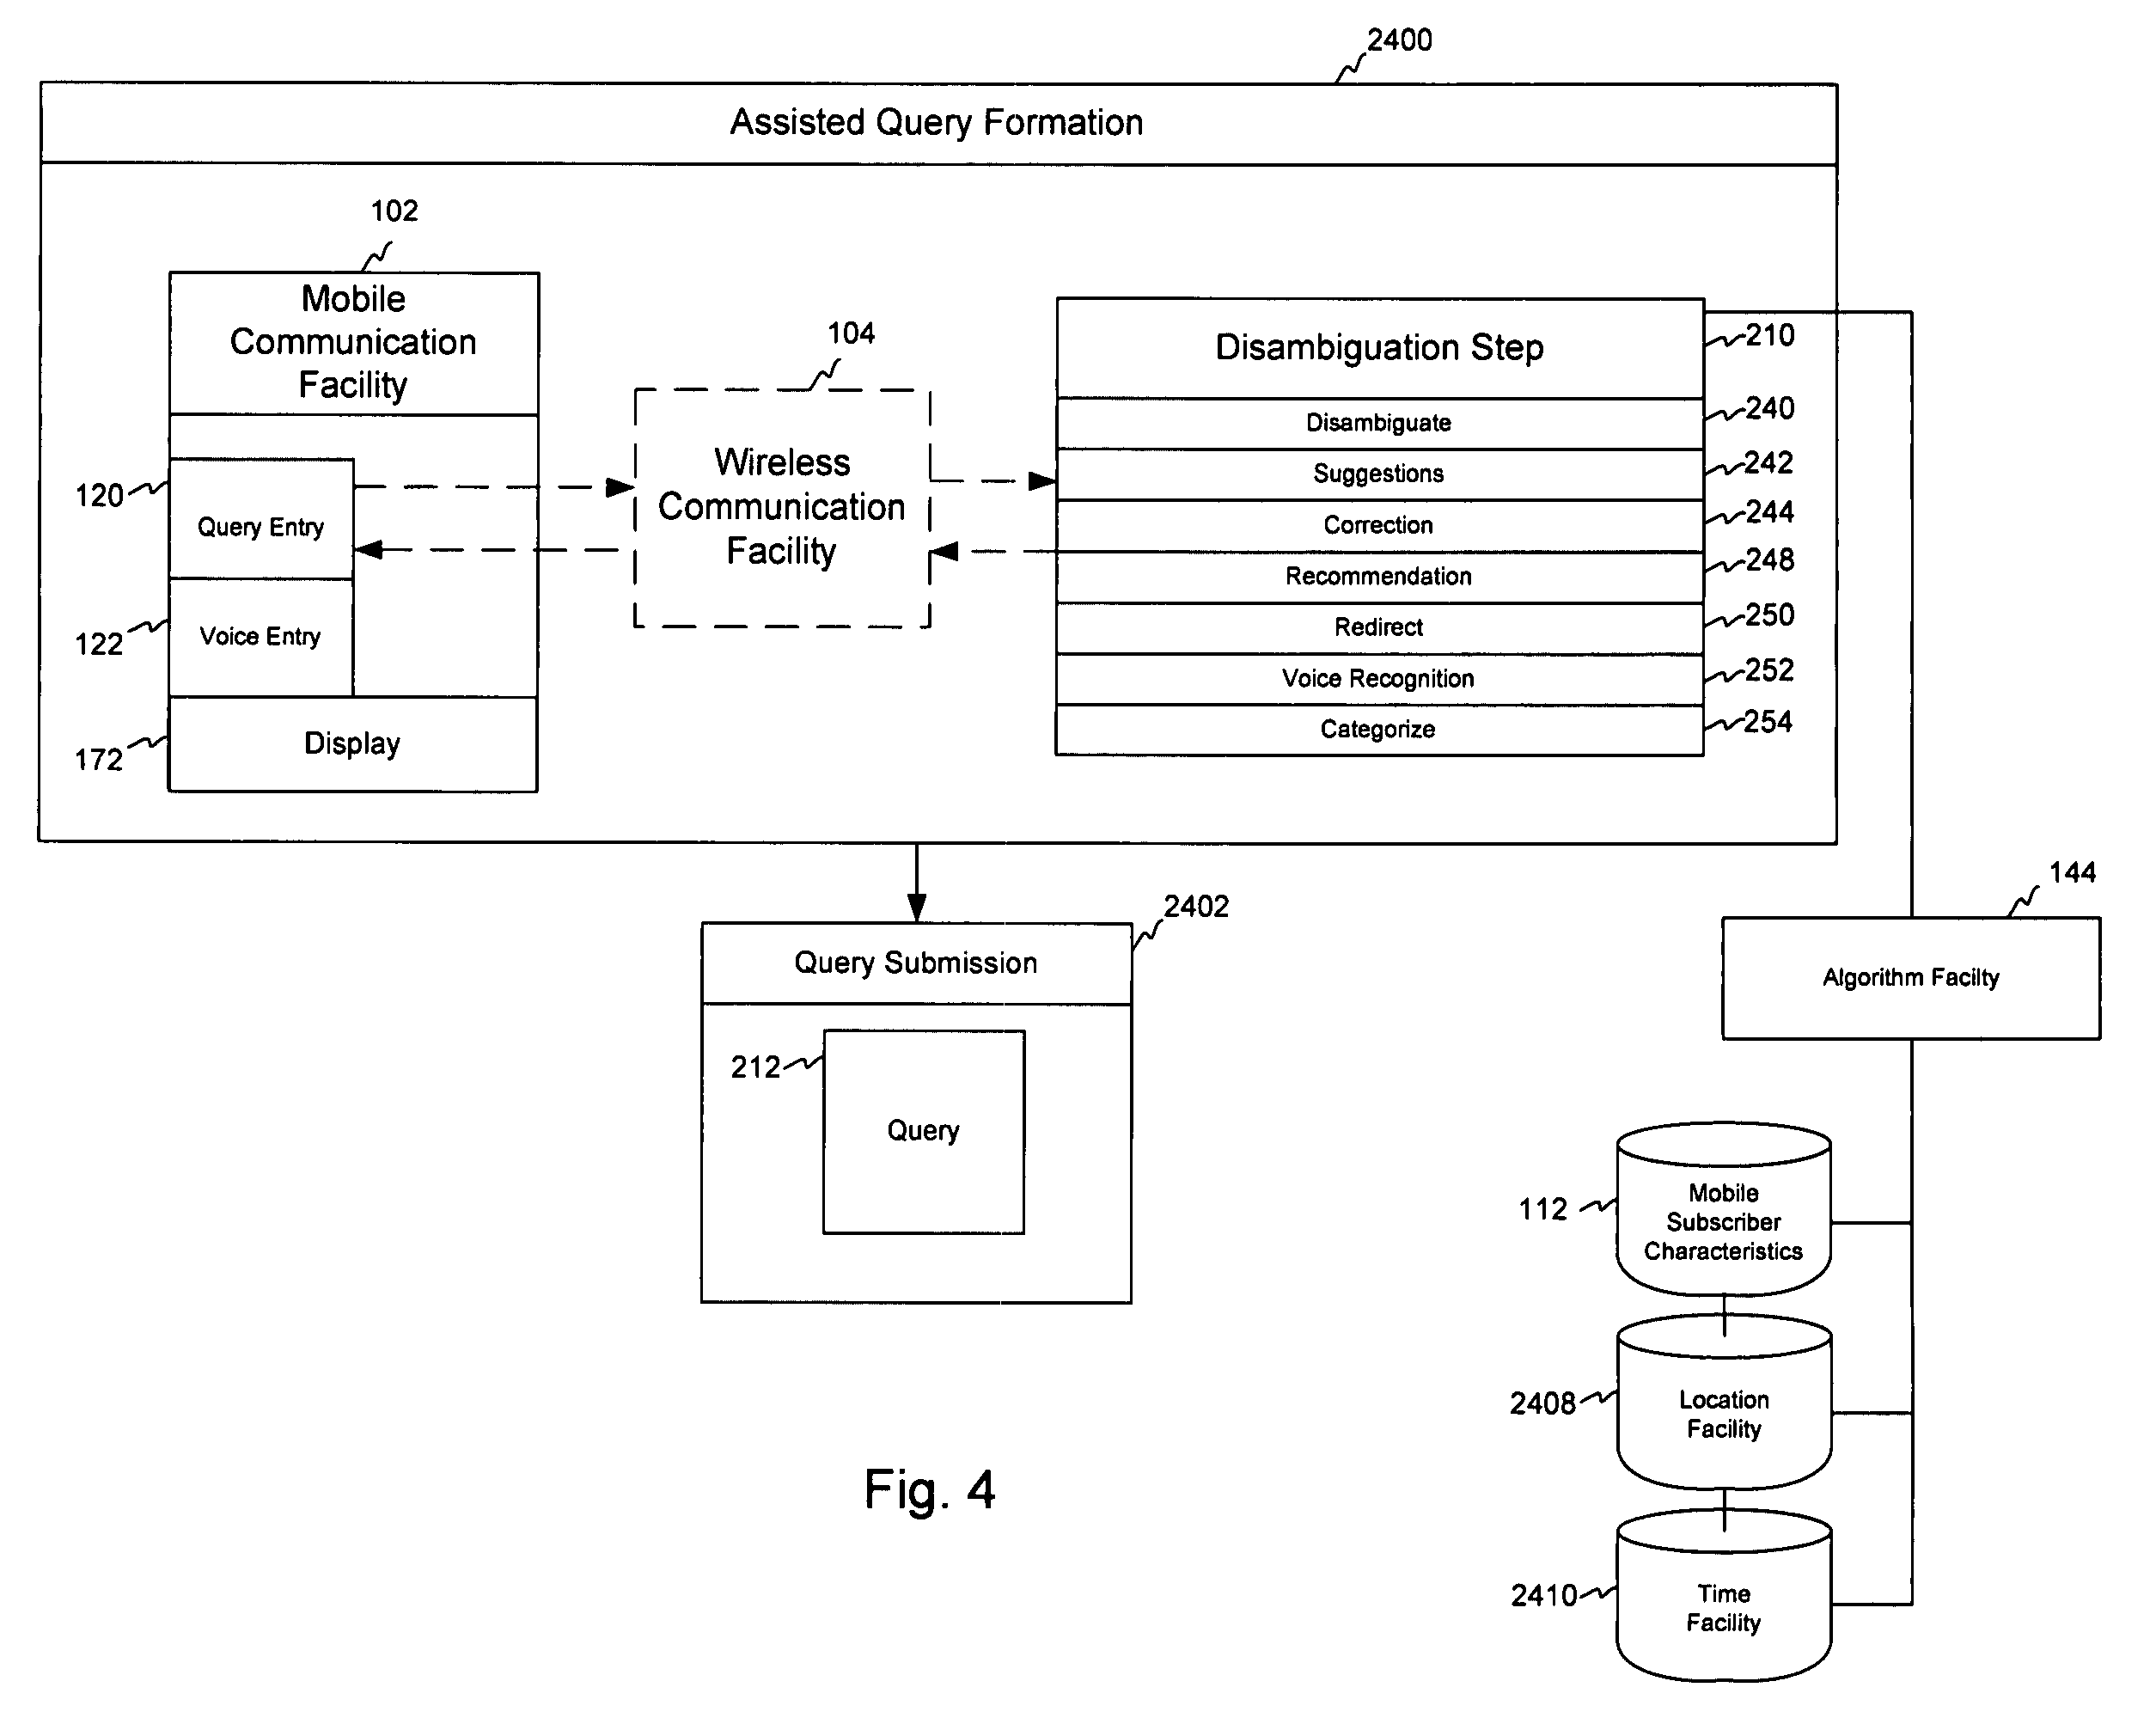 2400
Assisted Query Formation
102
Mobile
Communication
Facility
120
Query Entry
122
Voice Entry
172
Display
104
Wireless
Communication
Facility
Disambiguation Step
210
Disambiguate
240
Suggestions
242
Correction
244
Recommendation
248
Redirect
250
Voice Recognition
252
Categorize
254
2402
Query Submission
212
Query
144
Algorithm Facilty
112
Mobile
Subscriber
Characteristics
2408
Location
Facility
2410
Time
Facility
Fig. 4